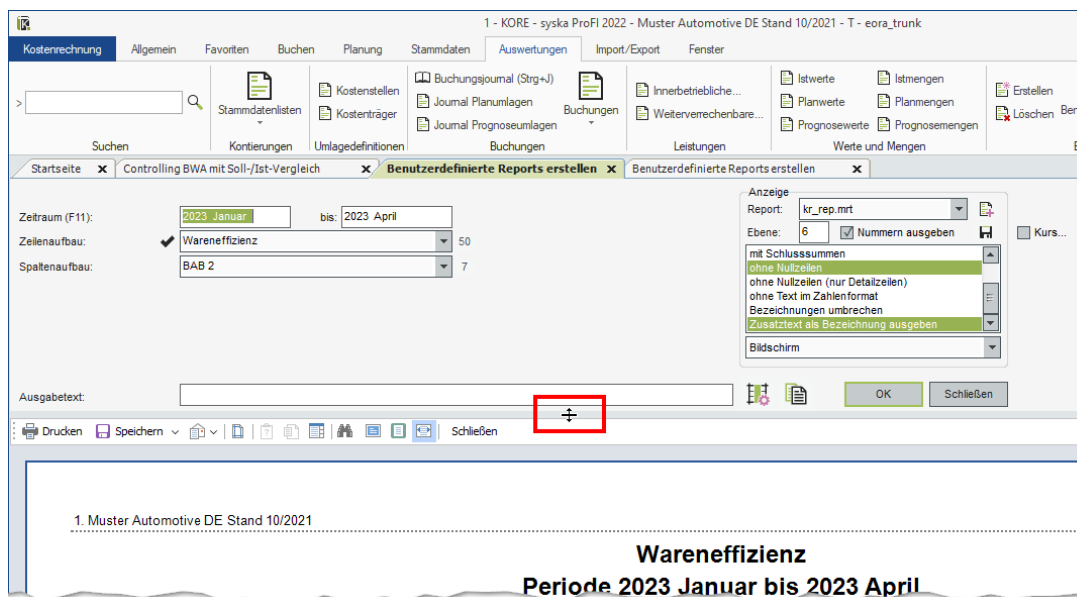 1 - KORE - syska ProFI 2022 - Muster Automotive DE Stand 10/2021 - T - eora_trunk
Kostenrechnung Allgemein Favoriten Buchen Planung Stammdaten Auswertungen Import/Export Fenster
Buchungsjournal (Strg+J) Istwerte Istmengen
Kostenstellen Innerbetriebliche... Erstellen
> Stammdatenlisten Journal Planumlagen Buchungen Planwerte Planmengen
Kostenträger Weiterverrechenbare... Löschen Ber
Journal Prognoseumlagen Prognosewerte Prognosemengen
Suchen Kontierungen Umlagedefinitionen Buchungen Leistungen Werte und Mengen
Startseite x Controlling BWA mit Soll-/Ist-Vergleich x Benutzerdefinierte Reports erstellen x Benutzerdefinierte Reports erstellen x
Anzeige
Report: kr_rep.mrt
Zeitraum (F11): 2023 Januar bis: 2023 April
Ebene: 6 Nummern ausgeben Kurs...
Zeilenaufbau: Wareneffizienz 50
mit Schlusssummen
Spaltenaufbau: BAB 2 7
ohne Nullzeilen
ohne Nullzeilen (nur Detailzeilen)
ohne Text im Zahlenformat
Bezeichnungen umbrechen
Zusatztext als Bezeichnung ausgeben
Bildschirm
Ausgabetext: OK Schließen
Drucken Speichern Schließen
1. Muster Automotive DE Stand 10/2021
Wareneffizienz
Periode 2023 Januar bis 2023 April